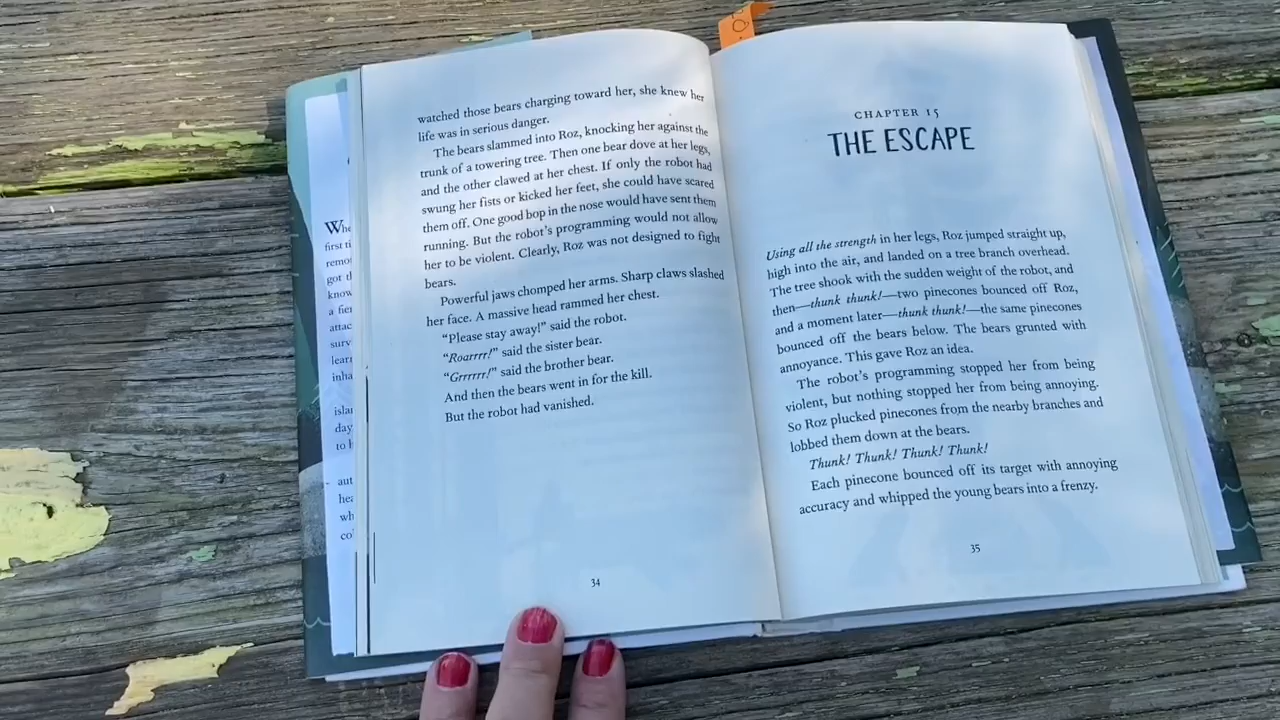 watched those bears charging toward her, she knew her
life was in serious danger.
The bears slammed into Roz, knocking her against the
trunk of a towering tree. Then one bear dove at her legs,
and the other clawed at her chest. If only the robot had
swung her fists or kicked her feet, she could have scared
them off. One good bop in the nose would have sent them
running. But the robot's programming would not allow
her to be violent. Clearly, Roz was not designed to fight
bears.
Powerful jaws chomped her arms. Sharp claws slashed
her face. A massive head rammed her chest.
"Please stay away!" said the robot.
"Roarrrr!" said the sister bear.
"Grrrrrr!" said the brother bear.
And then the bears went in for the kill.
But the robot had vanished.
34
CHAPTER 15
THE ESCAPE
Using all the strength in her legs, Roz jumped straight up,
high into the air, and landed on a tree branch overhead.
The tree shook with the sudden weight of the robot, and
then—thunk thunk!—two pinecones bounced off Roz,
and a moment later—thunk thunk!—the same pinecones
bounced off the bears below. The bears grunted with
annoyance. This gave Roz an idea.
The robot's programming stopped her from being
violent, but nothing stopped her from being annoying.
So Roz plucked pinecones from the nearby branches and
lobbed them down at the bears.
Thunk! Thunk! Thunk! Thunk!
Each pinecone bounced off its target with annoying
accuracy and whipped the young bears into a frenzy.
35